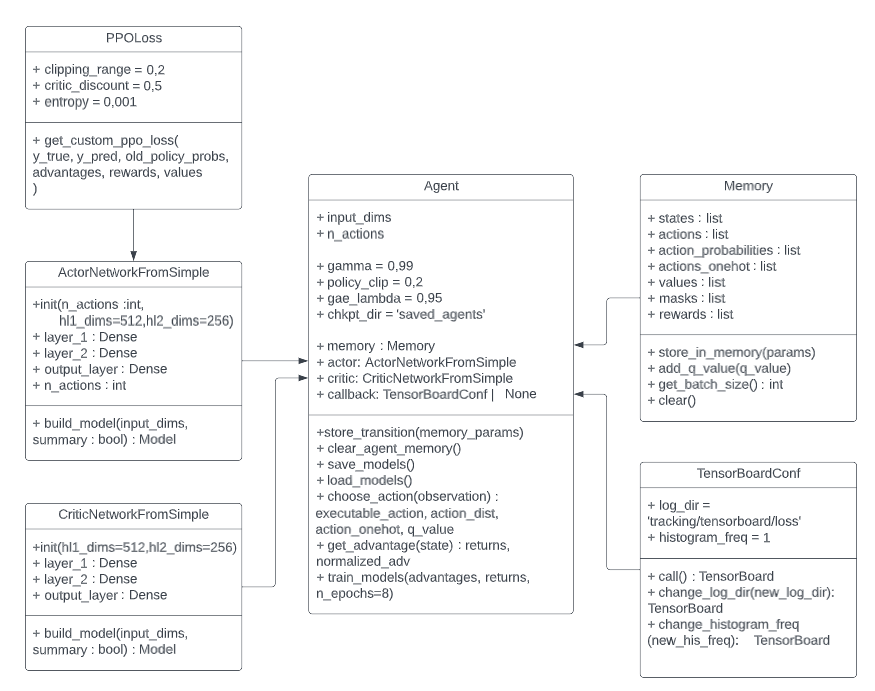 PPOLoss
+ clipping_range = 0,2
+ critic_discount = 0,5
+ entropy = 0,001
+ get_custom_ppo_loss(
y_true, y_pred, old_policy_probs,
advantages, rewards, values
)
ActorNetworkFromSimple
+init(n_actions :int,
hl1_dims=512,hl2_dims=256)
+ layer_1 : Dense
+ layer_2 : Dense
+ output_layer : Dense
+ n_actions : int
+ build_model(input_dims,
summary : bool) : Model
CriticNetworkFromSimple
+init(hl1_dims=512,hl2_dims=256)
+ layer_1 : Dense
+ layer_2 : Dense
+ output_layer : Dense
+ build_model(input_dims,
summary : bool) : Model
Agent
+ input_dims
+ n_actions
+ gamma = 0,99
+ policy_clip = 0,2
+ gae_lambda = 0,95
+ chkpt_dir = 'saved_agents'
+ memory : Memory
+ actor: ActorNetworkFromSimple
+ critic: CriticNetworkFromSimple
+ callback: TensorBoardConf | None
+store_transition(memory_params)
+ clear_agent_memory()
+ save_models()
+ load_models()
+ choose_action(observation) :
executable_action, action_dist,
action_onehot, q_value
+ get_advantage(state) : returns,
normalized_adv
+ train_models(advantages, returns,
n_epochs=8)
Memory
+ states : list
+ actions : list
+ action_probabilities : list
+ actions_onehot : list
+ values : list
+ masks : list
+ rewards : list
+ store_in_memory(params)
+ add_q_value(q_value)
+ get_batch_size() : int
+ clear()
TensorBoardConf
+ log_dir =
'tracking/tensorboard/loss'
+ histogram_freq = 1
+ call() : TensorBoard
+ change_log_dir(new_log_dir):
TensorBoard
+ change_histogram_freq
(new_his_freq): TensorBoard